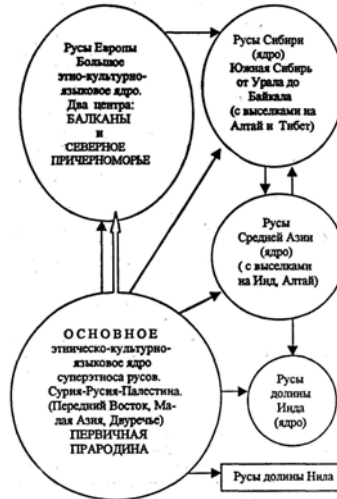 Русы Европы
Большое
этно-культурно-
языковое ядро.
Два центра:
БАЛКАНЫ
и
СЕВЕРНОЕ
ПРИЧЕРНОМОРЬЕ
Русы Сибири
(ядро)
Южная Сибирь
от Урала до
Байкала
(с выселками на
Алтай и Тибет)
Русы
Средней Азии
(ядро)
( с выселками
на Инд, Алтай)
О С Н О В Н О Е
этническо-культурно-
языковое ядро
суперэтноса русов.
Сурия-Русия-Палестина.
(Передний Восток, Ма-
лая Азия, Двуречье)
ПЕРВИЧНАЯ
ПРАРОДИНА
Русы
долины
Инда
(ядро)
Русы долины Нила